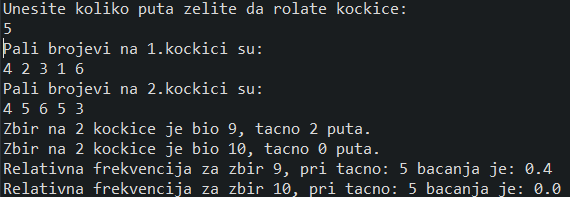 Unesite koliko puta zelite da rolate kockice:
5
Pali brojevi na 1.kockici su:
4 2 3 1 6
Pali brojevi na 2.kockici su:
4 5 6 5 3
Zbir na 2 kockice je bio 9, tacno 2 puta.
Zbir na 2 kockice je bio 10, tacno 0 puta.
Relativna frekvencija za zbir 9, pri tacno: 5 bacanja je: 0.4
Relativna frekvencija za zbir 10, pri tacno: 5 bacanja je: 0.0